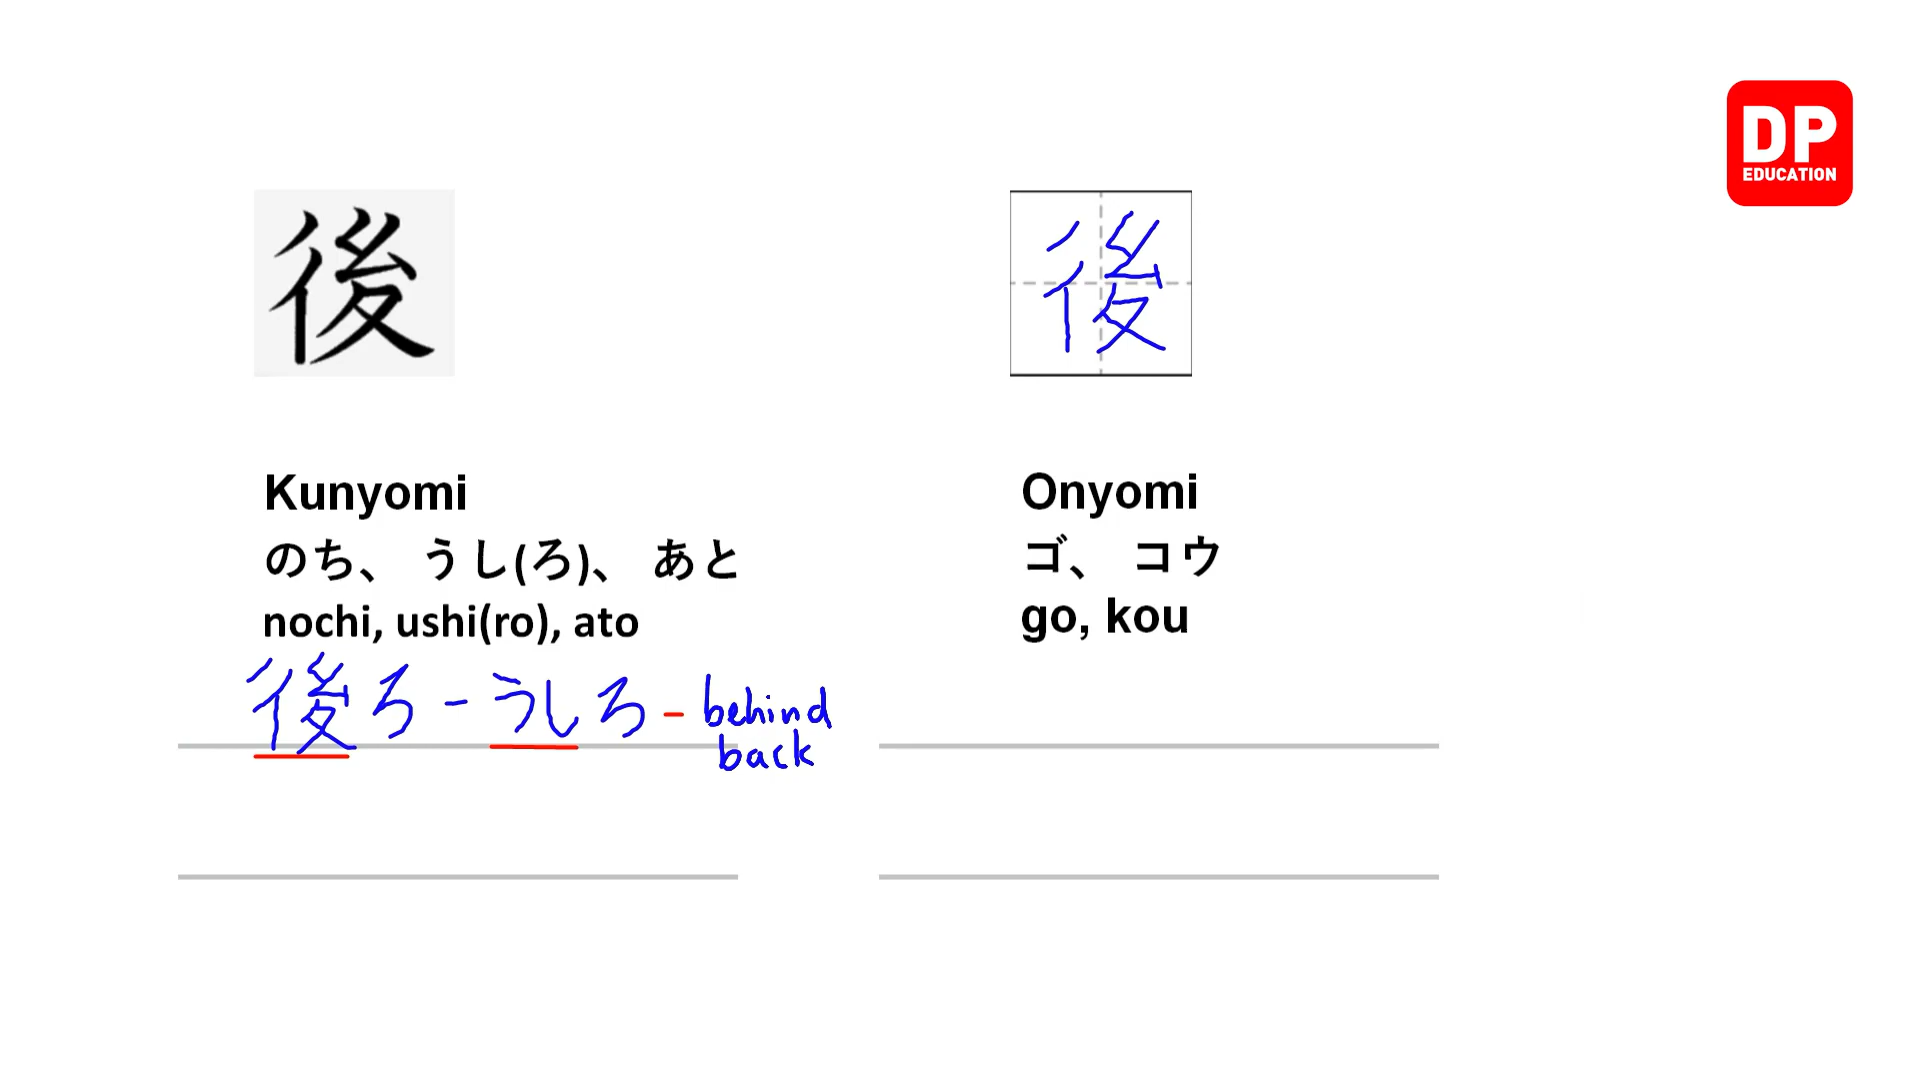 DP
EDUCATION
後
後
Kunyomi
のち、 うし(ろ)、 あと
nochi, ushi(ro), ato
後ろ - うしろ - behind
back
Onyomi
ゴ、 コウ
go, kou